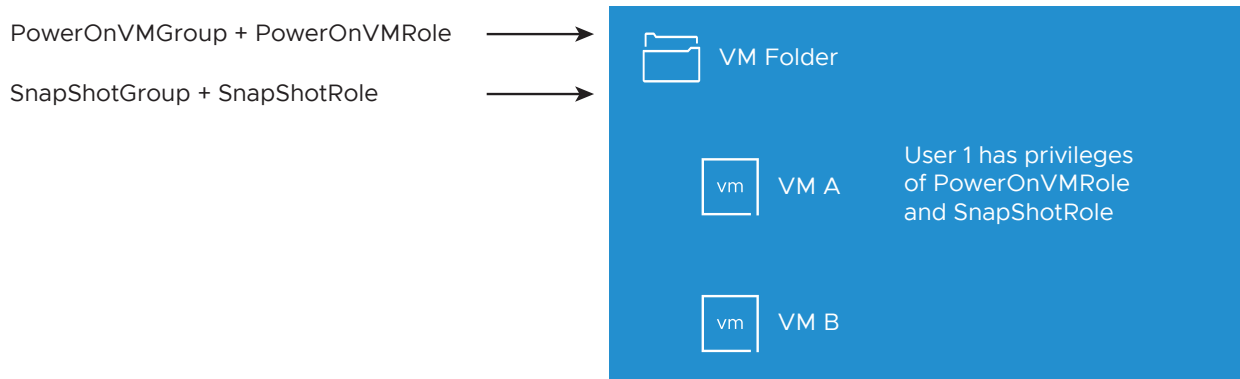 PowerOnVMGroup + PowerOnVMRole
SnapShotGroup + SnapShotRole
VM Folder
vm
VM A
User 1 has privileges
of PowerOnVMRole
and SnapShotRole
vm
VM B